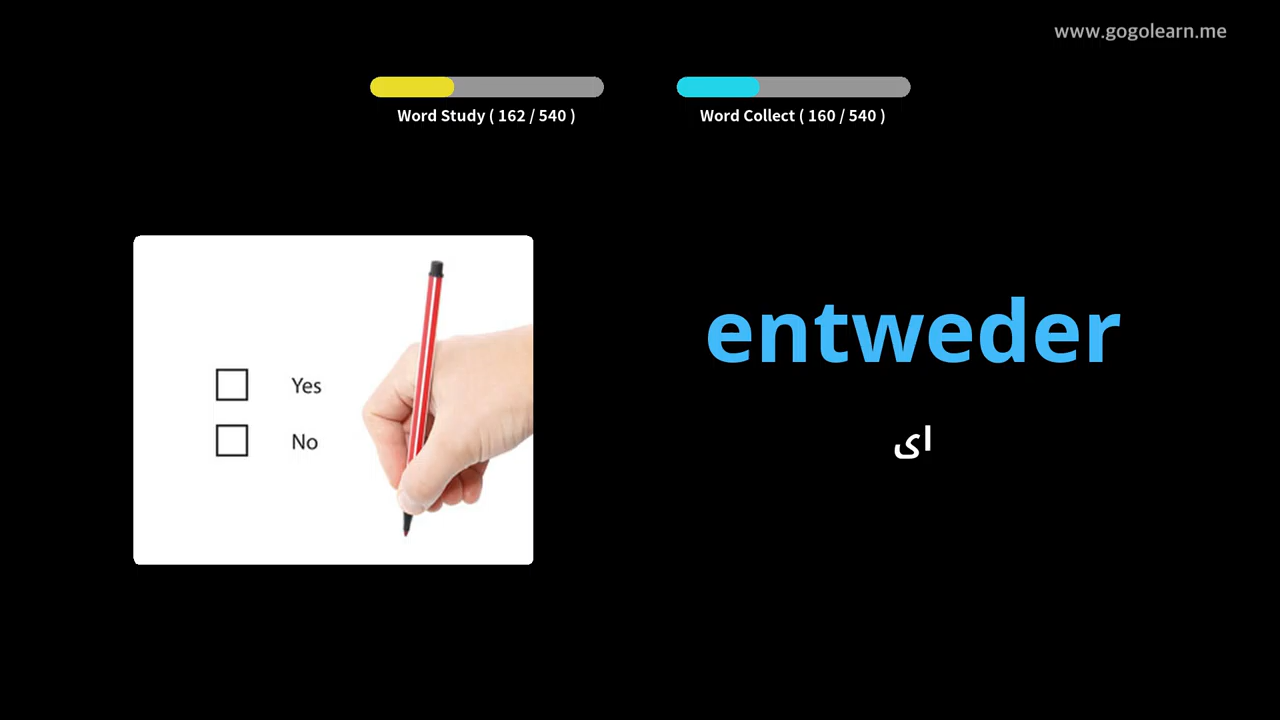 www.gogolearn.me
Word Study ( 162 / 540 )
Word Collect ( 160 / 540 )
Yes
No
entweder
ای